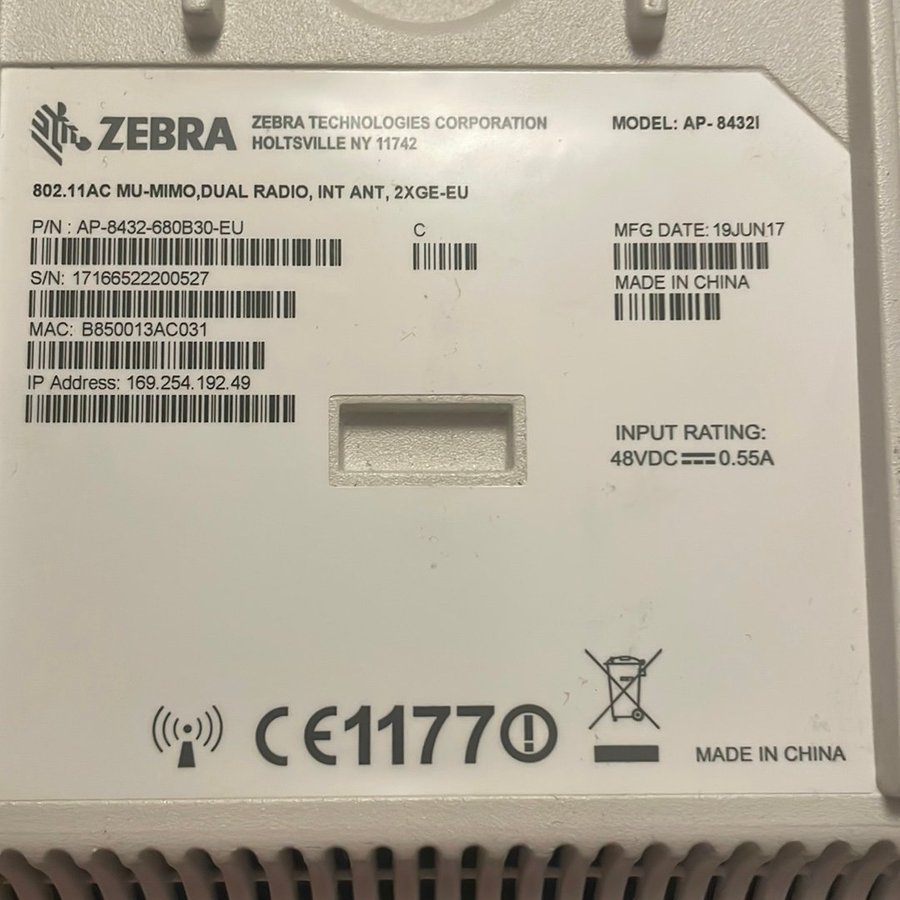 ZEBRA
ZEBRA TECHNOLOGIES CORPORATION
HOLTSVILLE NY 11742
MODEL: AP- 8432I
802.11AC MU-MIMO,DUAL RADIO, INT ANT, 2XGE-EU
P/N : AP-8432-680B30-EU
C
MFG DATE: 19JUN17
S/N: 17166522200527
MADE IN CHINA
MAC: B850013AC031
IP Address: 169.254.192.49
INPUT RATING:
48VDC 0.55A
CE1177
MADE IN CHINA